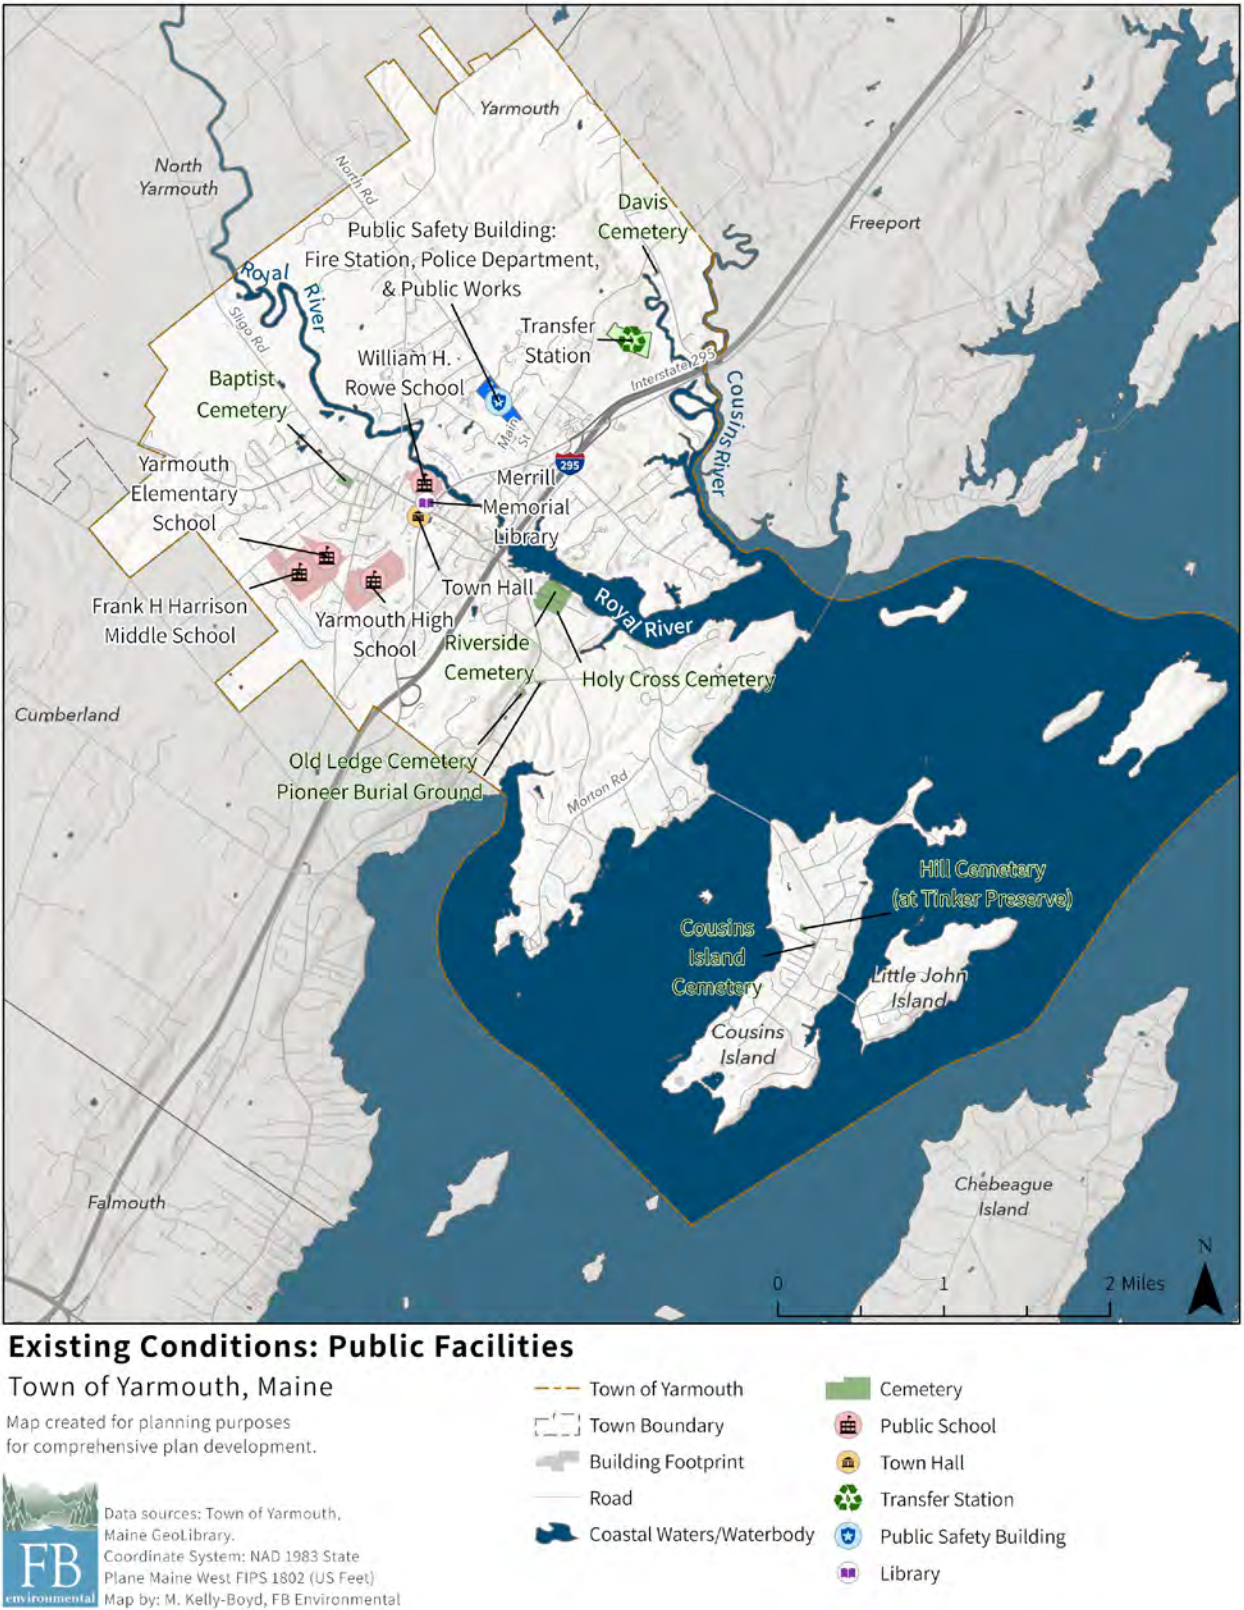 Yarmouth
North
Yarmouth
North Rd
Davis
Cemetery
Freeport
Public Safety Building:
Fire Station, Police Department,
& Public Works
Royal
River
Sligo Rd
Transfer
Station
William H.
Rowe School
Interstate 295
Cousins River
Baptist
Cemetery
Main
St
295
Yarmouth
Elementary
School
Merrill
Memorial
Library
Town Hall
Royal River
Frank H Harrison
Middle School
Yarmouth High
School
Riverside
Cemetery
Holy Cross Cemetery
Cumberland
Old Ledge Cemetery
Pioneer Burial Ground
Morton Rd
Hill Cemetery
(at Tinker Preserve)
Cousins
Island
Cemetery
Little John
Island
Cousins
Island
Falmouth
Chebeague
Island
N
0 1 2 Miles
Existing Conditions: Public Facilities
Town of Yarmouth, Maine
Map created for planning purposes
for comprehensive plan development.
FB
environmental
Data sources: Town of Yarmouth,
Maine GeoLibrary.
Coordinate System: NAD 1983 State
Plane Maine West FIPS 1802 (US Feet)
Map by: M. Kelly-Boyd, FB Environmental
Town of Yarmouth
Town Boundary
Building Footprint
Road
Coastal Waters/Waterbody
Cemetery
Public School
Town Hall
Transfer Station
Public Safety Building
Library